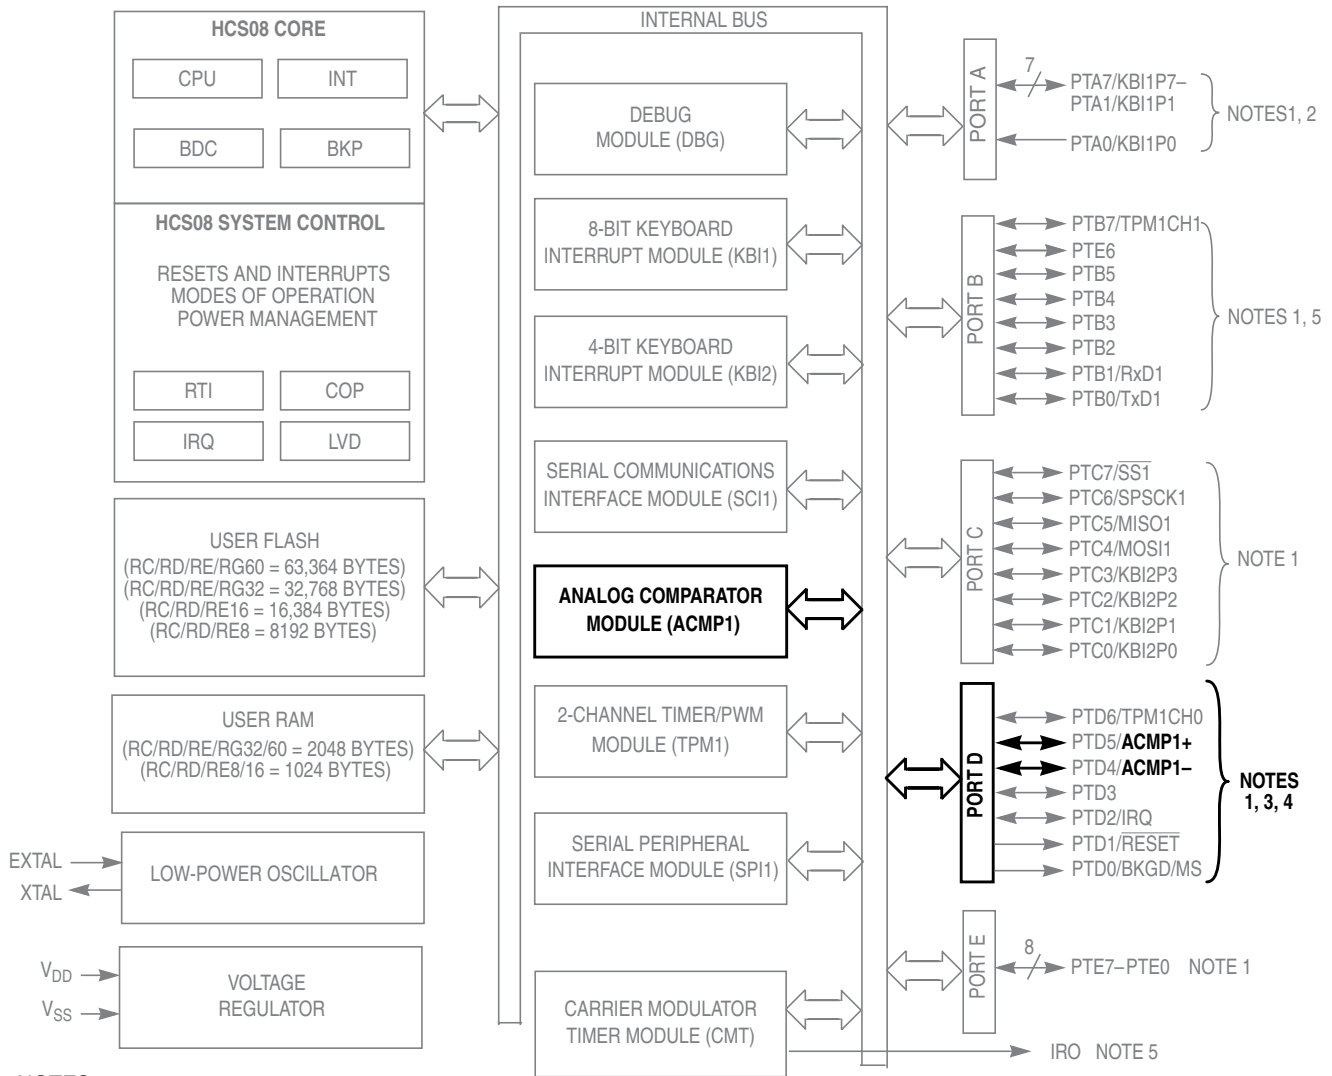 HCS08 CORE
CPU
INT
BDC
BKP
HCS08 SYSTEM CONTROL
RESETS AND INTERRUPTS
MODES OF OPERATION
POWER MANAGEMENT
RTI
COP
IRQ
LVD
USER FLASH
(RC/RD/RE/RG60 = 63,364 BYTES)
(RC/RD/RE/RG32 = 32,768 BYTES)
(RC/RD/RE16 = 16,384 BYTES)
(RC/RD/RE8 = 8192 BYTES)
USER RAM
(RC/RD/RE/RG32/60 = 2048 BYTES)
(RC/RD/RE8/16 = 1024 BYTES)
EXTAL
XTAL
LOW-POWER OSCILLATOR
VDD
VSS
VOLTAGE
REGULATOR
INTERNAL BUS
DEBUG
MODULE (DBG)
8-BIT KEYBOARD
INTERRUPT MODULE (KBI1)
4-BIT KEYBOARD
INTERRUPT MODULE (KBI2)
SERIAL COMMUNICATIONS
INTERFACE MODULE (SCI1)
ANALOG COMPARATOR
MODULE (ACMP1)
2-CHANNEL TIMER/PWM
MODULE (TPM1)
SERIAL PERIPHERAL
INTERFACE MODULE (SPI1)
CARRIER MODULATOR
TIMER MODULE (CMT)
PORT A
7
PTA7/KBI1P7–
PTA1/KBI1P1
PTA0/KBI1P0
NOTES1, 2
PORT B
PTB7/TPM1CH1
PTE6
PTB5
PTB4
PTB3
PTB2
PTB1/RxD1
PTB0/TxD1
NOTES 1, 5
PORT C
PTC7/SS1
PTC6/SPSCK1
PTC5/MISO1
PTC4/MOSI1
PTC3/KBI2P3
PTC2/KBI2P2
PTC1/KBI2P1
PTC0/KBI2P0
NOTE 1
PORT D
PTD6/TPM1CH0
PTD5/ACMP1+
PTD4/ACMP1–
PTD3
PTD2/IRQ
PTD1/RESET
PTD0/BKGD/MS
NOTES
1, 3, 4
PORT E
8
PTE7–PTE0 NOTE 1
IRO NOTE 5